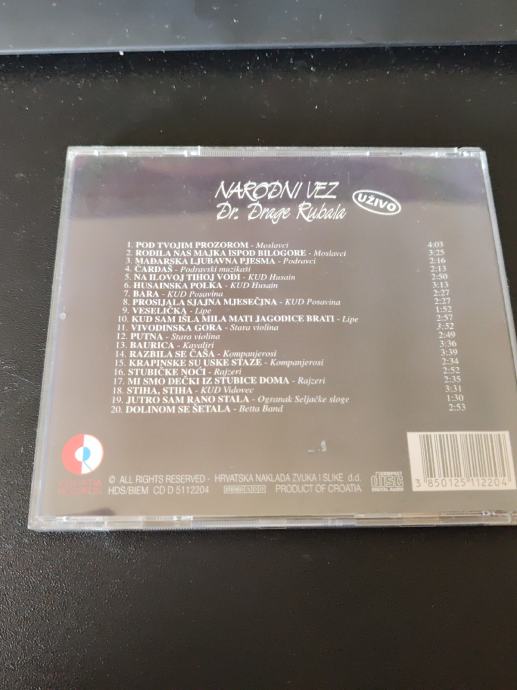 NARODNI VEZ
Dr. Drage Rubala
UŽIVO
1. POD TVOJIM PROZOROM - Moslavci 4:03
2. RODILA NAS MAJKA ISPOD BILOGORE - Moslavci 3:25
3. MAĐARSKA LJUBAVNA PJESMA - Podravci 2:16
4. ČARDAŠ - Podravski muzikaši 2:13
5. NA ILOVOJ TIHOJ VODI - KUD Husain 2:50
6. HUSAINSKA POLKA - KUD Husain 3:13
7. BARA - KUD Posavina 2:27
8. PROSIJALA SJAJNA MJESEČINA - KUD Posavina 2:27
9. VESELIČKA - Lipe 1:52
10. KUD SAM ISLA MILA MATI JAGODICE BRATI - Lipe 2:57
11. VIVODINSKA GORA - Stara violina 3:52
12. PUTNA - Stara violina 2:49
13. BAURICA - Kavaliri 3:36
14. RAZBILA SE ČAŠA - Kompanjerosi 3:39
15. KRAPINSKE SU USKE STAZE - Kompanjerosi 2:34
16. STUBIČKE NOĆI - Rajzeri 2:52
17. MI SMO DEČKI IZ STUBICE DOMA - Rajzeri 2:35
18. STIHA, STIHA - KUD Vidovec 3:31
19. JUTRO SAM RANO STALA - Ogranak Seljačke sloge 1:30
20. DOLINOM SE ŠETALA - Betta Band 2:53
CROATIA RECORDS
© ALL RIGHTS RESERVED - HRVATSKA NAKLADA ZVUKA I SLIKE d.d.
HDS/BIEM CD D 5112204 STEREO ADD PRODUCT OF CROATIA
COMPACT disc DIGITAL AUDIO
3 850125 112204